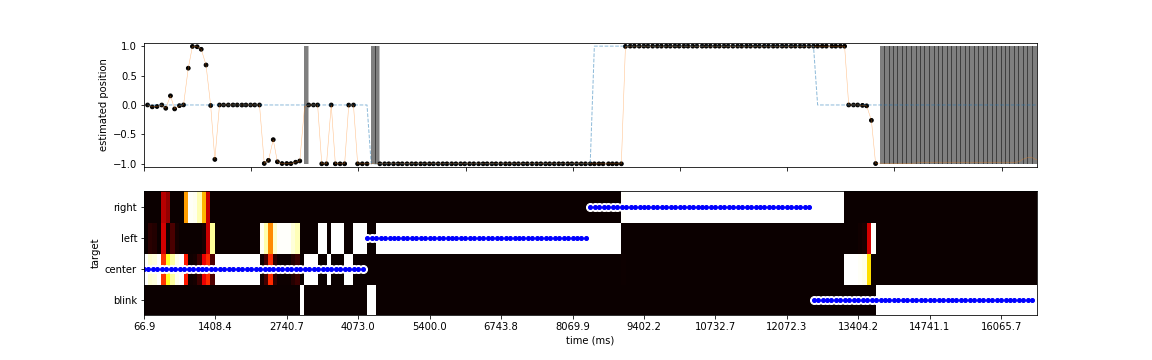 1.0
0.5
0.0
−0.5
−1.0
estimated position
right
left
center
blink
target
66.9 1408.4 2740.7 4073.0 5400.0 6743.8 8069.9 9402.2 10732.7 12072.3 13404.2 14741.1 16065.7
time (ms)